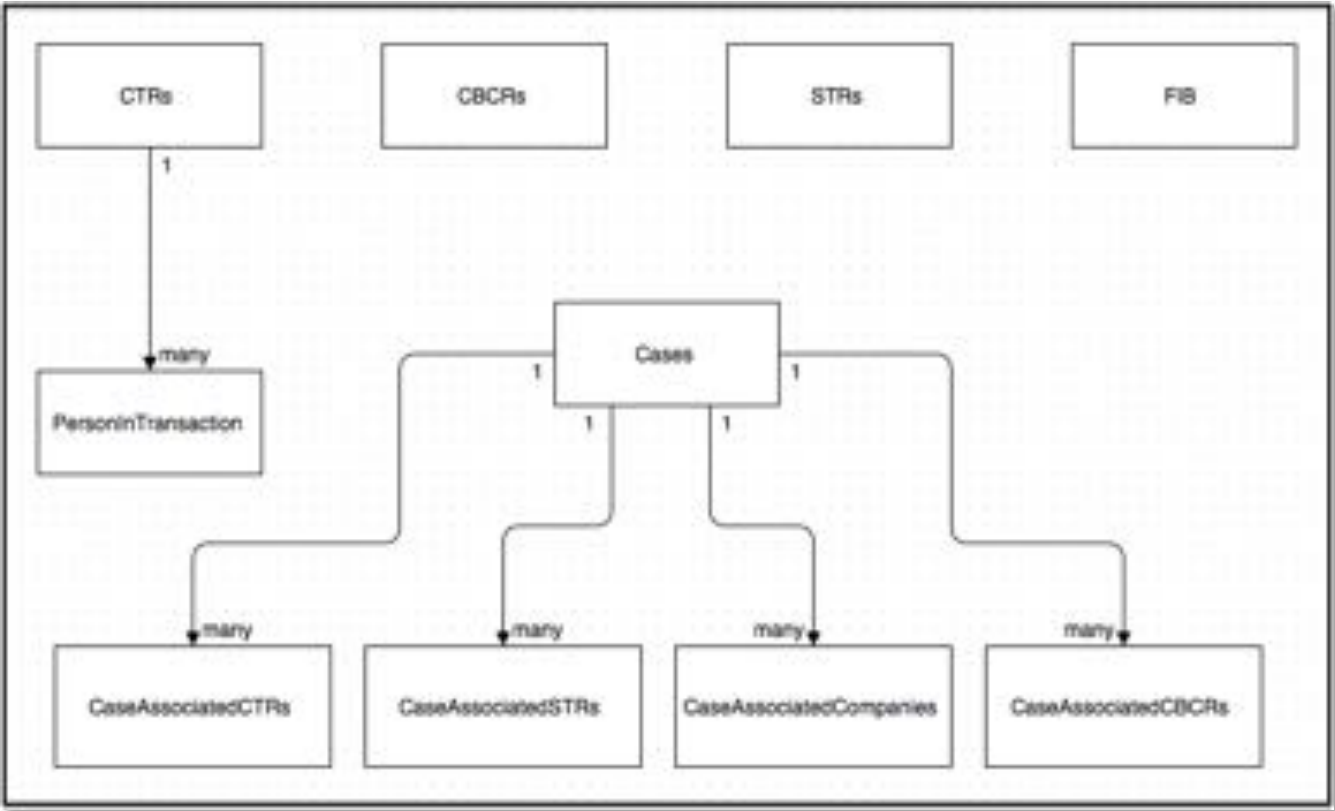 CTRs
CBCRs
STRs
FIB
1
many
PersonInTransaction
Cases
1
1
1
1
many
many
many
many
CaseAssociatedCTRs
CaseAssociatedSTRs
CaseAssociatedCompanies
CaseAssociatedCBCRs